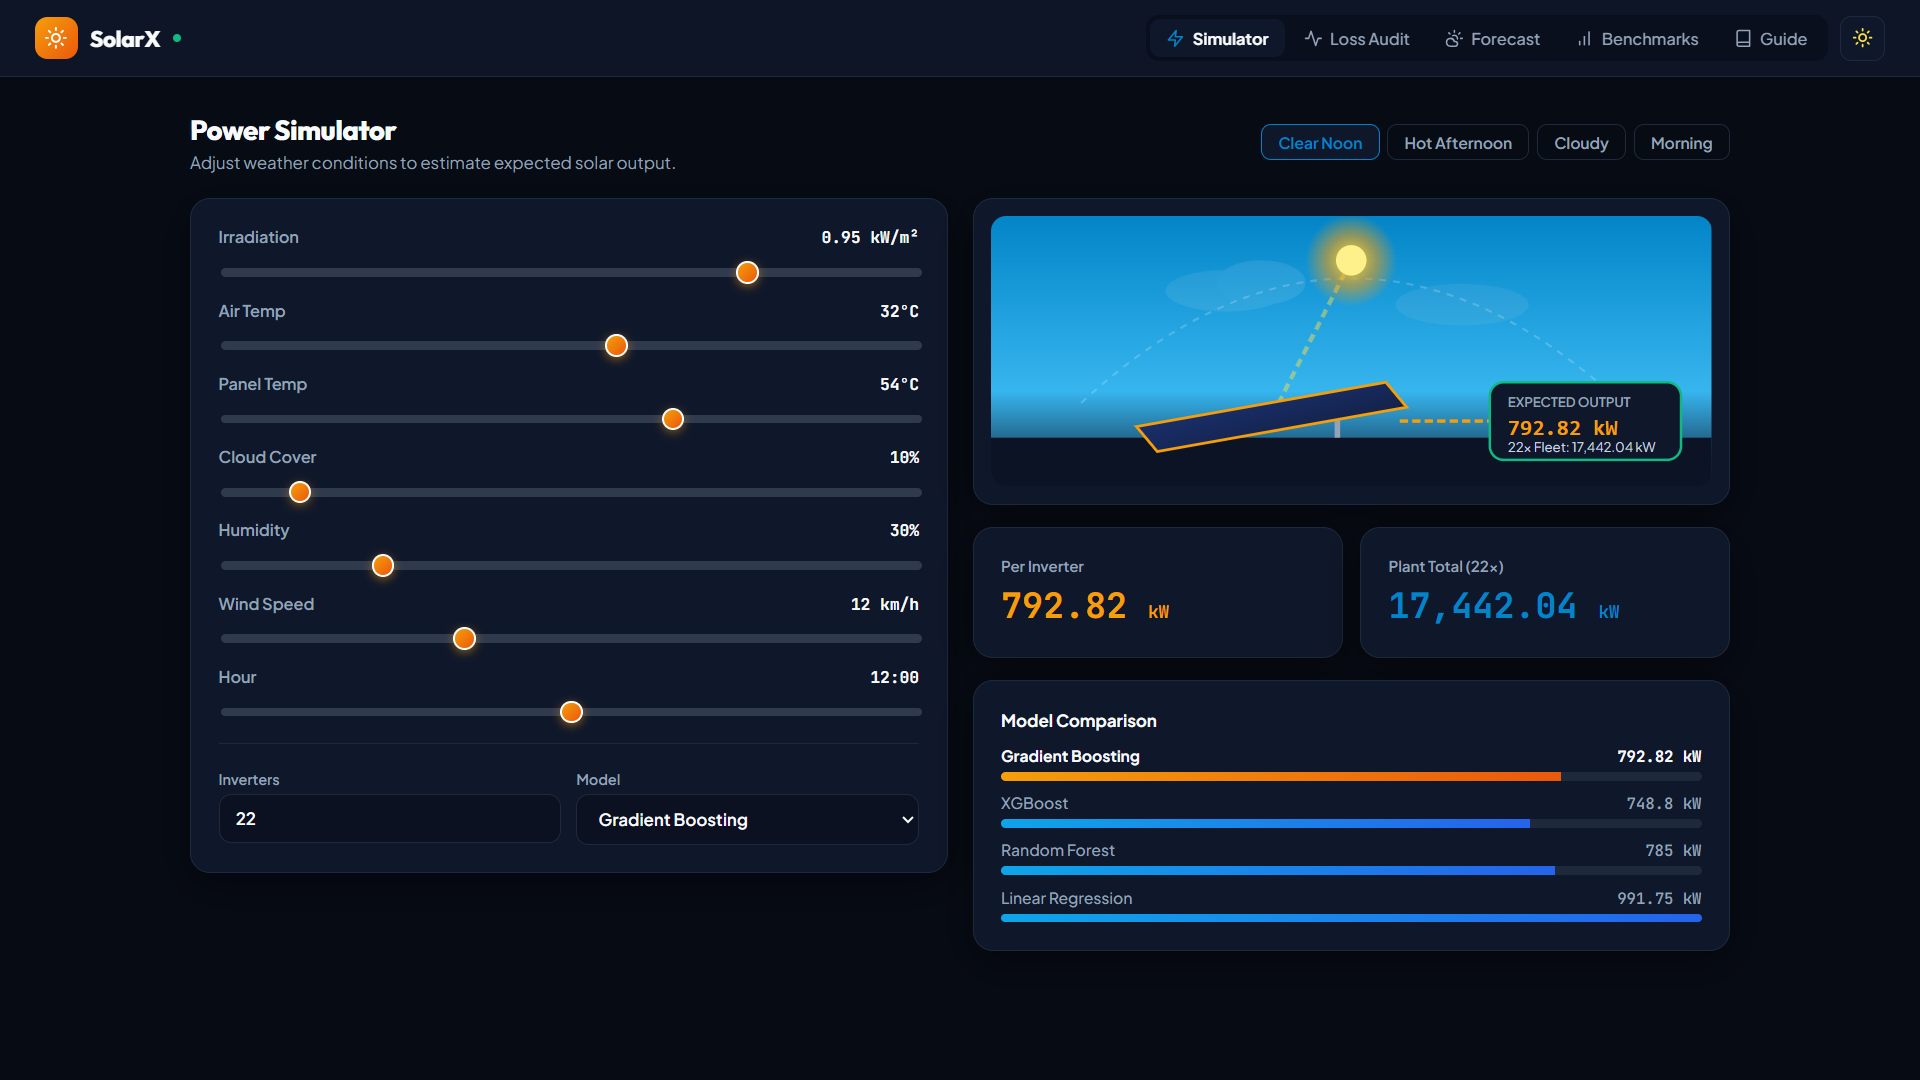 SolarX
Simulator
Loss Audit
Forecast
Benchmarks
Guide
Power Simulator
Adjust weather conditions to estimate expected solar output.
Clear Noon
Hot Afternoon
Cloudy
Morning
Irradiation 0.95 kW/m²
Air Temp 32°C
Panel Temp 54°C
Cloud Cover 10%
Humidity 30%
Wind Speed 12 km/h
Hour 12:00
Inverters
22
Model
Gradient Boosting
EXPECTED OUTPUT
792.82 kW
22x Fleet: 17,442.04 kW
Per Inverter
792.82 kW
Plant Total (22×)
17,442.04 kW
Model Comparison
Gradient Boosting 792.82 kW
XGBoost 748.8 kW
Random Forest 785 kW
Linear Regression 991.75 kW